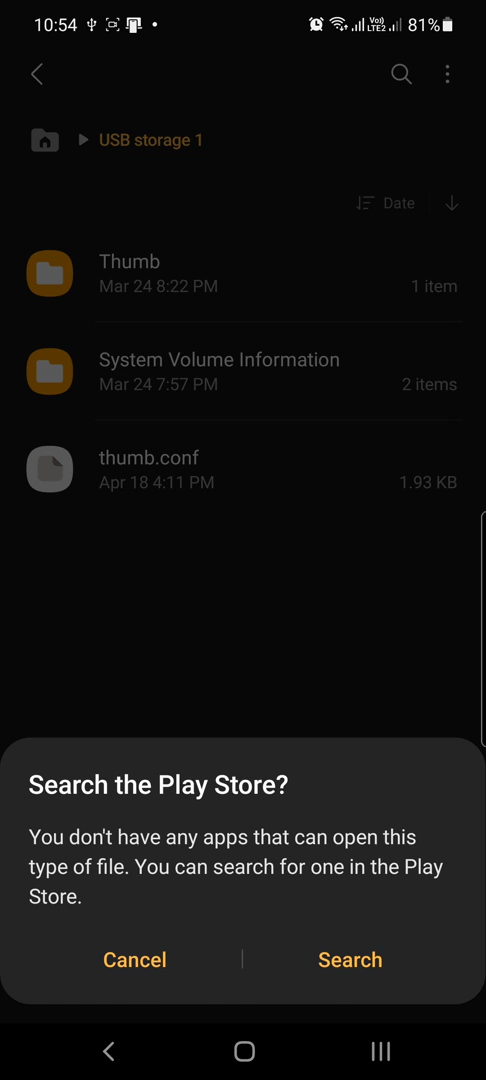 10:54
Vo) LTE2 81%
USB storage 1
Date
Thumb
Mar 24 8:22 PM 1 item
System Volume Information
Mar 24 7:57 PM 2 items
thumb.conf
Apr 18 4:11 PM 1.93 KB
Search the Play Store?
You don't have any apps that can open this
type of file. You can search for one in the Play
Store.
Cancel Search